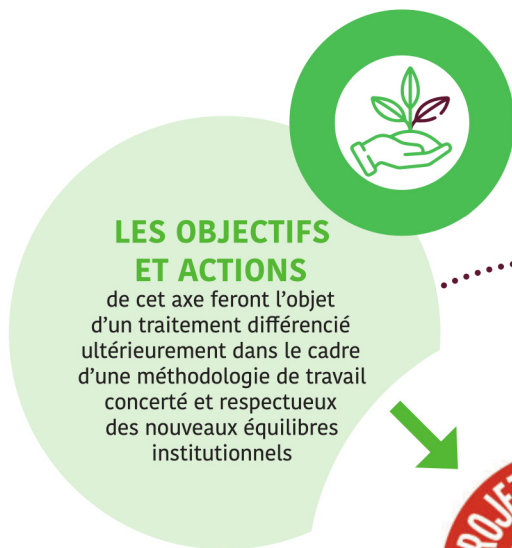 LES OBJECTIFS
ET ACTIONS
de cet axe feront l’objet
d’un traitement différencié
ultérieurement dans le cadre
d’une méthodologie de travail
concerté et respectueux
des nouveaux équilibres
institutionnels
PROJET